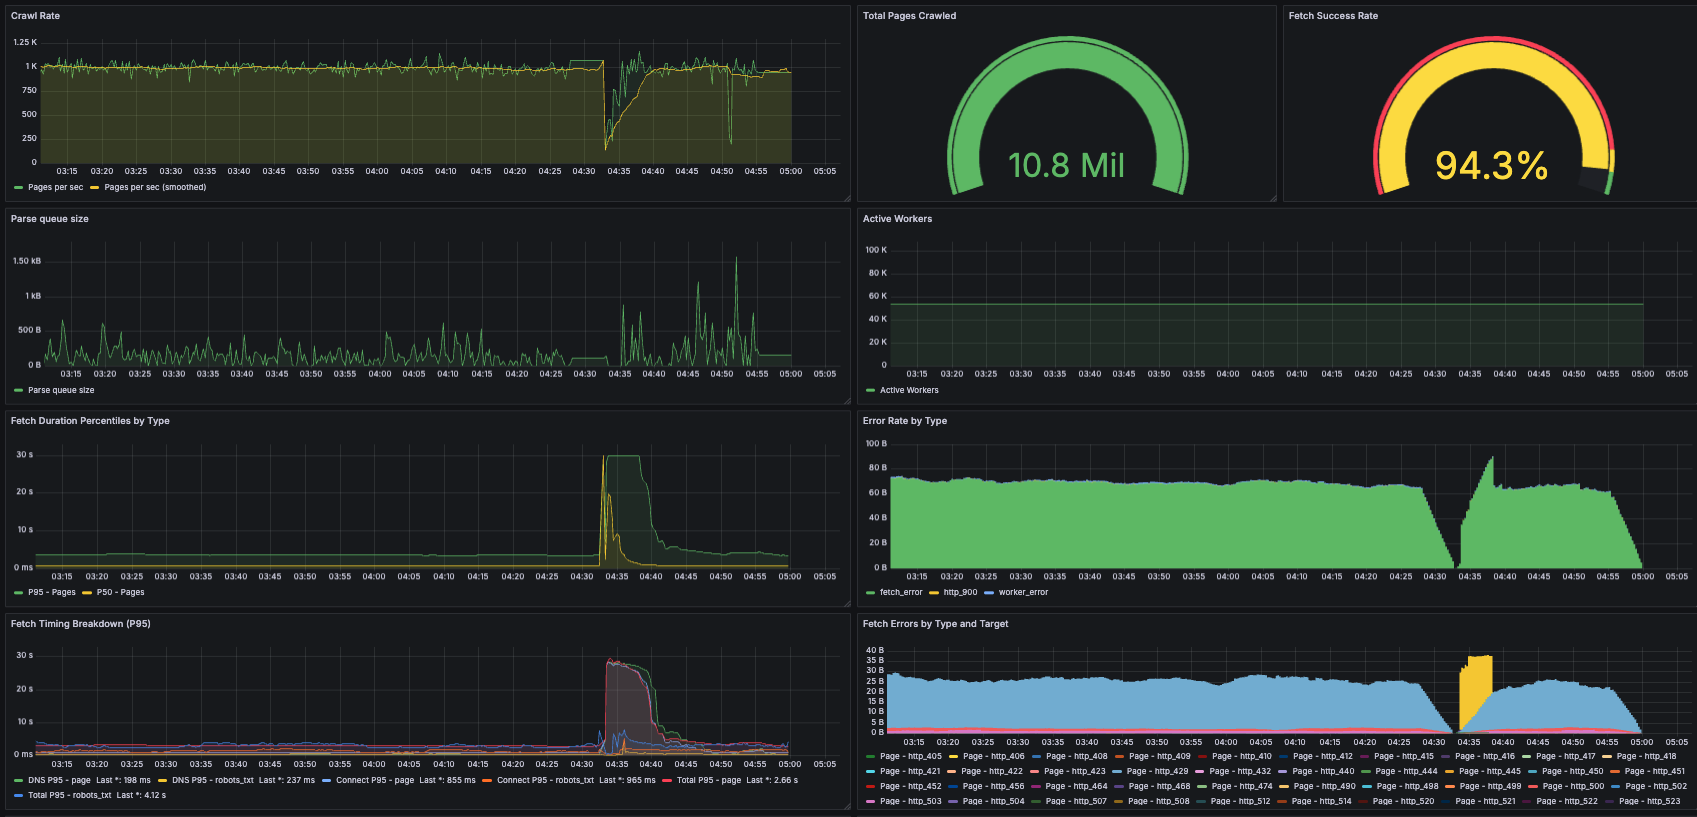 Crawl Rate
1.25 K
1 K
750
500
250
0
03:15 03:20 03:25 03:30 03:35 03:40 03:45 03:50 03:55 04:00 04:05 04:10 04:15 04:20 04:25 04:30 04:35 04:40 04:45 04:50 04:55 05:00 05:05
Pages per sec Pages per sec (smoothed)
Total Pages Crawled
10.8 Mil
Fetch Success Rate
94.3%
Parse queue size
1.50 kB
1 kB
500 B
0 B
03:15 03:20 03:25 03:30 03:35 03:40 03:45 03:50 03:55 04:00 04:05 04:10 04:15 04:20 04:25 04:30 04:35 04:40 04:45 04:50 04:55 05:00 05:05
Parse queue size
Active Workers
100 K
80 K
60 K
40 K
20 K
0
03:15 03:20 03:25 03:30 03:35 03:40 03:45 03:50 03:55 04:00 04:05 04:10 04:15 04:20 04:25 04:30 04:35 04:40 04:45 04:50 04:55 05:00 05:05
Active Workers
Fetch Duration Percentiles by Type
30 s
20 s
10 s
0 ms
03:15 03:20 03:25 03:30 03:35 03:40 03:45 03:50 03:55 04:00 04:05 04:10 04:15 04:20 04:25 04:30 04:35 04:40 04:45 04:50 04:55 05:00 05:05
P95 - Pages P50 - Pages
Error Rate by Type
100 B
80 B
60 B
40 B
20 B
0 B
03:15 03:20 03:25 03:30 03:35 03:40 03:45 03:50 03:55 04:00 04:05 04:10 04:15 04:20 04:25 04:30 04:35 04:40 04:45 04:50 04:55 05:00 05:05
fetch_error http_900 worker_error
Fetch Timing Breakdown (P95)
30 s
20 s
10 s
0 ms
03:15 03:20 03:25 03:30 03:35 03:40 03:45 03:50 03:55 04:00 04:05 04:10 04:15 04:20 04:25 04:30 04:35 04:40 04:45 04:50 04:55 05:00 05:05
DNS P95 - page Last *: 198 ms DNS P95 - robots_txt Last *: 237 ms Connect P95 - page Last *: 855 ms Connect P95 - robots_txt Last *: 965 ms Total P95 - page Last *: 2.66 s
Total P95 - robots_txt Last *: 4.12 s
Fetch Errors by Type and Target
40 B
35 B
30 B
25 B
20 B
15 B
10 B
5 B
0 B
03:15 03:20 03:25 03:30 03:35 03:40 03:45 03:50 03:55 04:00 04:05 04:10 04:15 04:20 04:25 04:30 04:35 04:40 04:45 04:50 04:55 05:00 05:05
Page - http_405 Page - http_406 Page - http_408 Page - http_409 Page - http_410 Page - http_412 Page - http_415 Page - http_416 Page - http_417 Page - http_418
Page - http_421 Page - http_422 Page - http_423 Page - http_429 Page - http_432 Page - http_440 Page - http_444 Page - http_445 Page - http_450 Page - http_451
Page - http_452 Page - http_456 Page - http_464 Page - http_468 Page - http_474 Page - http_490 Page - http_498 Page - http_499 Page - http_500 Page - http_502
Page - http_503 Page - http_504 Page - http_507 Page - http_508 Page - http_512 Page - http_514 Page - http_520 Page - http_521 Page - http_522 Page - http_523